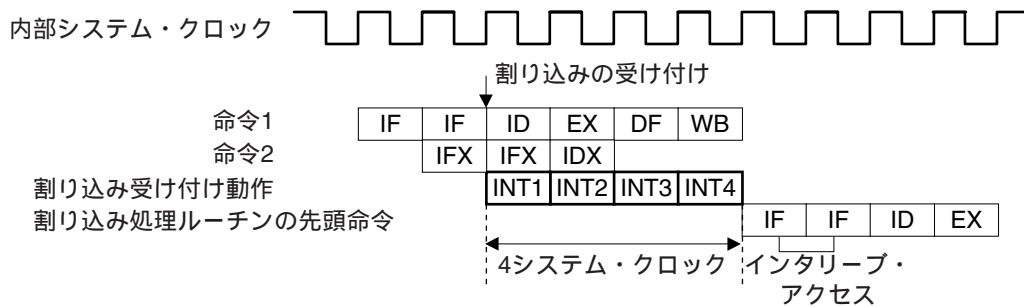 内部システム・クロック
割り込みの受け付け
命令1 IF IF ID EX DF WB
命令2 IFX IFX IDX
割り込み受け付け動作 INT1 INT2 INT3 INT4
割り込み処理ルーチンの先頭命令 IF IF ID EX
4システム・クロック インタリーブ・
アクセス